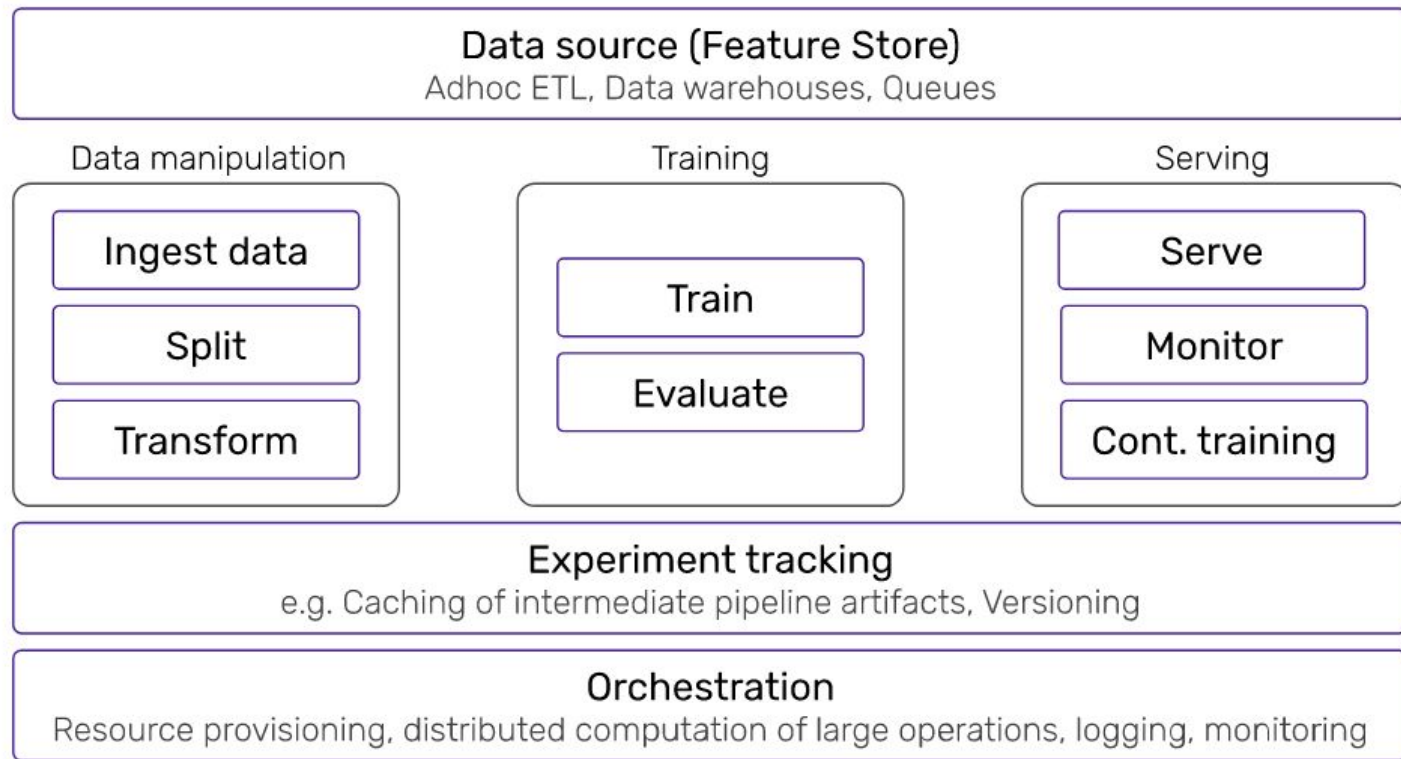 Data source (Feature Store)
Adhoc ETL, Data warehouses, Queues
Data manipulation
Ingest data
Split
Transform
Training
Train
Evaluate
Serving
Serve
Monitor
Cont. training
Experiment tracking
e.g. Caching of intermediate pipeline artifacts, Versioning
Orchestration
Resource provisioning, distributed computation of large operations, logging, monitoring